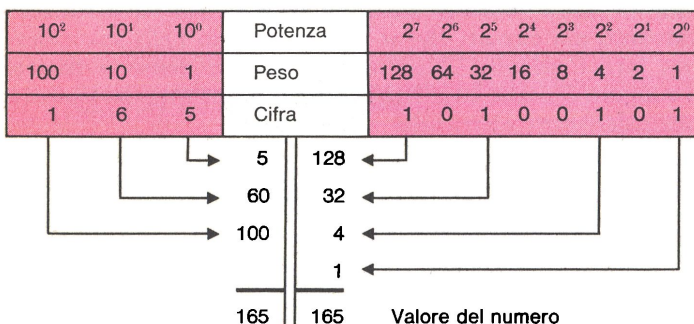 10² 10¹ 10⁰ Potenza 2⁷ 2⁶ 2⁵ 2⁴ 2³ 2² 2¹ 2⁰
100 10 1 Peso 128 64 32 16 8 4 2 1
1 6 5 Cifra 1 0 1 0 0 1 0 1
5 128
60 32
100 4
1
165 165 Valore del numero